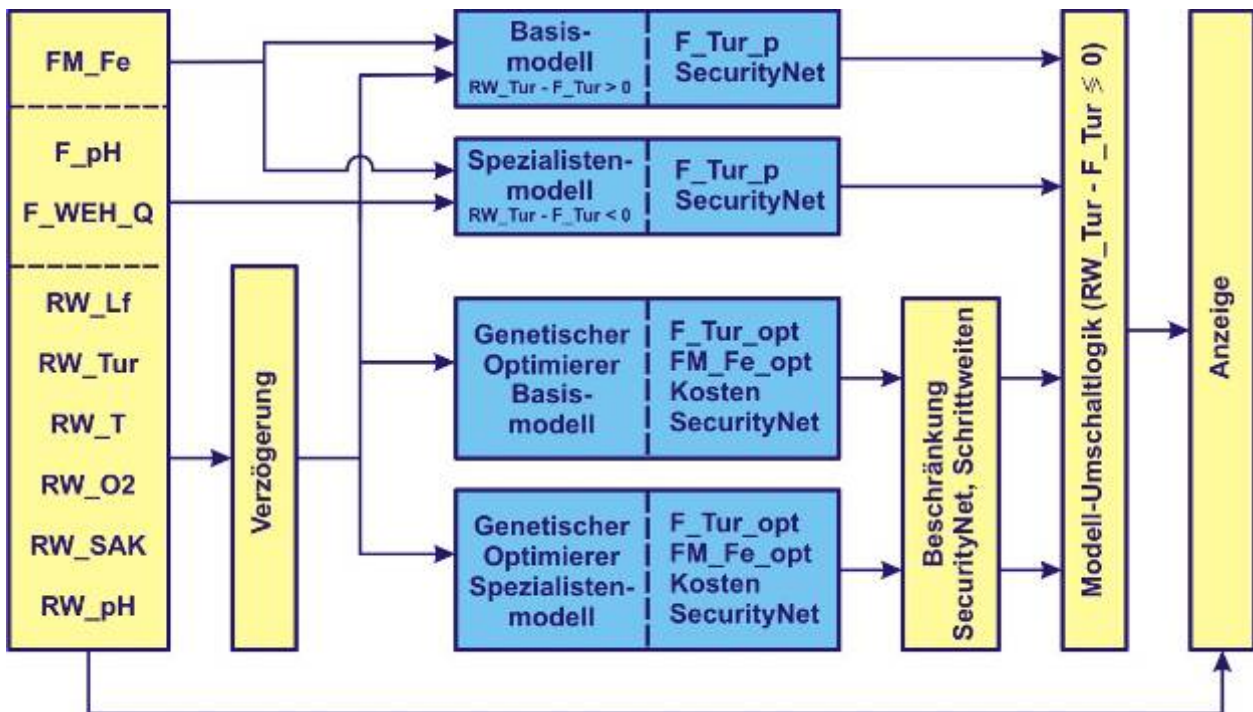 FM_Fe
F_pH
F_WEH_Q
RW_Lf
RW_Tur
RW_T
RW_O2
RW_SAK
RW_pH
Verzögerung
Basis-
modell
RW_Tur - F_Tur > 0
F_Tur_p
SecurityNet
Spezialisten-
modell
RW_Tur - F_Tur < 0
F_Tur_p
SecurityNet
Genetischer
Optimierer
Basis-
modell
F_Tur_opt
FM_Fe_opt
Kosten
SecurityNet
Genetischer
Optimierer
Spezialisten-
modell
F_Tur_opt
FM_Fe_opt
Kosten
SecurityNet
Beschränkung
SecurityNet, Schrittweiten
Modell-Umschaltlogik (RW_Tur - F_Tur ≶ 0)
Anzeige